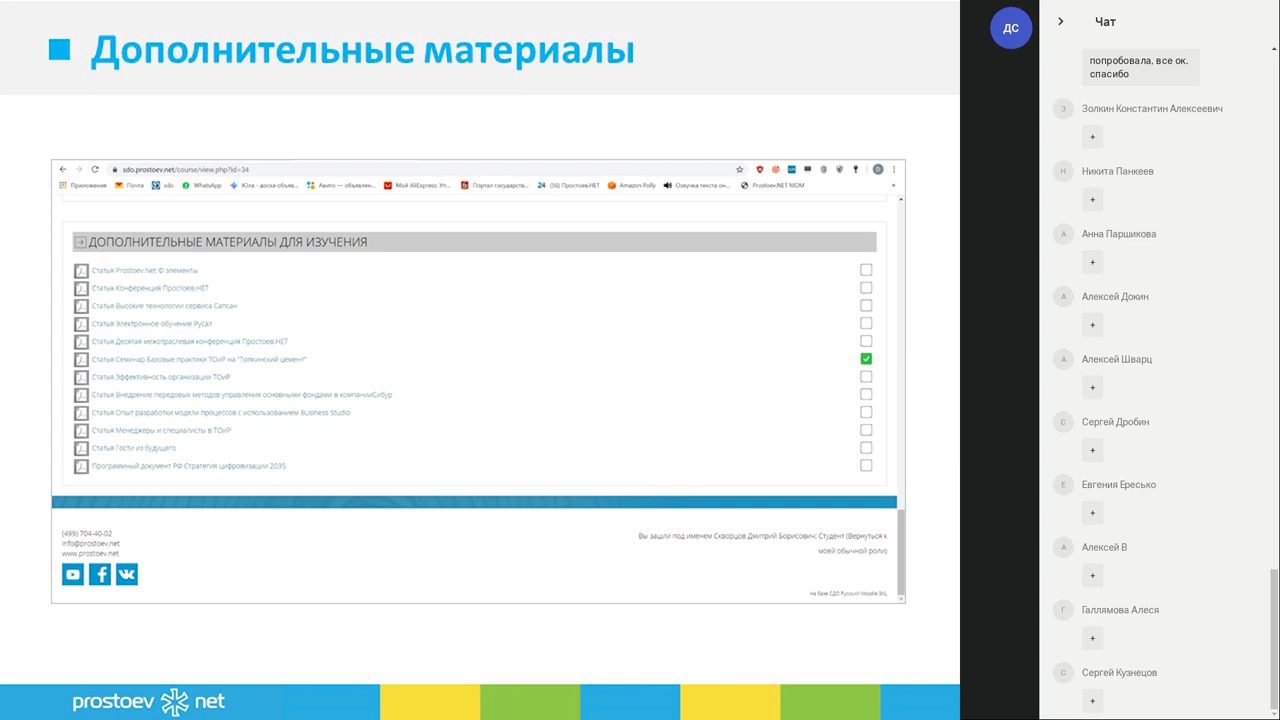 Дополнительные материалы
sdo.prostoev.net/course/view.php?id=34
Приложения Почта sdo WhatsApp Юла - доска объяв... Авито — объявлен... Мой AliExpress: Уп... Портал государств... 24 (56) Простоев.НЕТ Amazon Polly Озвучка текста он... Prostoev.NET MDM »
ДОПОЛНИТЕЛЬНЫЕ МАТЕРИАЛЫ ДЛЯ ИЗУЧЕНИЯ
Статья Prostoev.Net © элементы
Статья Конференция Простоев.НЕТ
Статья Высокие технологии сервиса Сапсан
Статья Электронное обучение Русал
Статья Десятая межотраслевая конференция Простоев.НЕТ
Статья Семинар Базовые практики ТОиР на "Топкинский цемент"
Статья Эффективность организации ТОиР
Статья Внедрение передовых методов управления основными фондами в компанииСибур
Статья Опыт разработки модели процессов с использованием Business Studio
Статья Менеджеры и специалисты в ТОиР
Статья Гости из будущего
Программный документ РФ Стратегия цифровизации 2035
(499) 704-40-02
info@prostoev.net
www.prostoev.net
Вы зашли под именем Скворцов Дмитрий Борисович: Студент (Вернуться к
моей обычной роли)
На базе СДО Русский Moodle 3KL
prostoev net
ДС
Чат
попробовала, все ок.
спасибо
З Золкин Константин Алексеевич
+
Н Никита Панкеев
+
А Анна Паршикова
+
А Алексей Докин
+
А Алексей Шварц
+
С Сергей Дробин
+
Е Евгения Ересько
+
А Алексей В
+
Г Галлямова Алеся
+
С Сергей Кузнецов
+